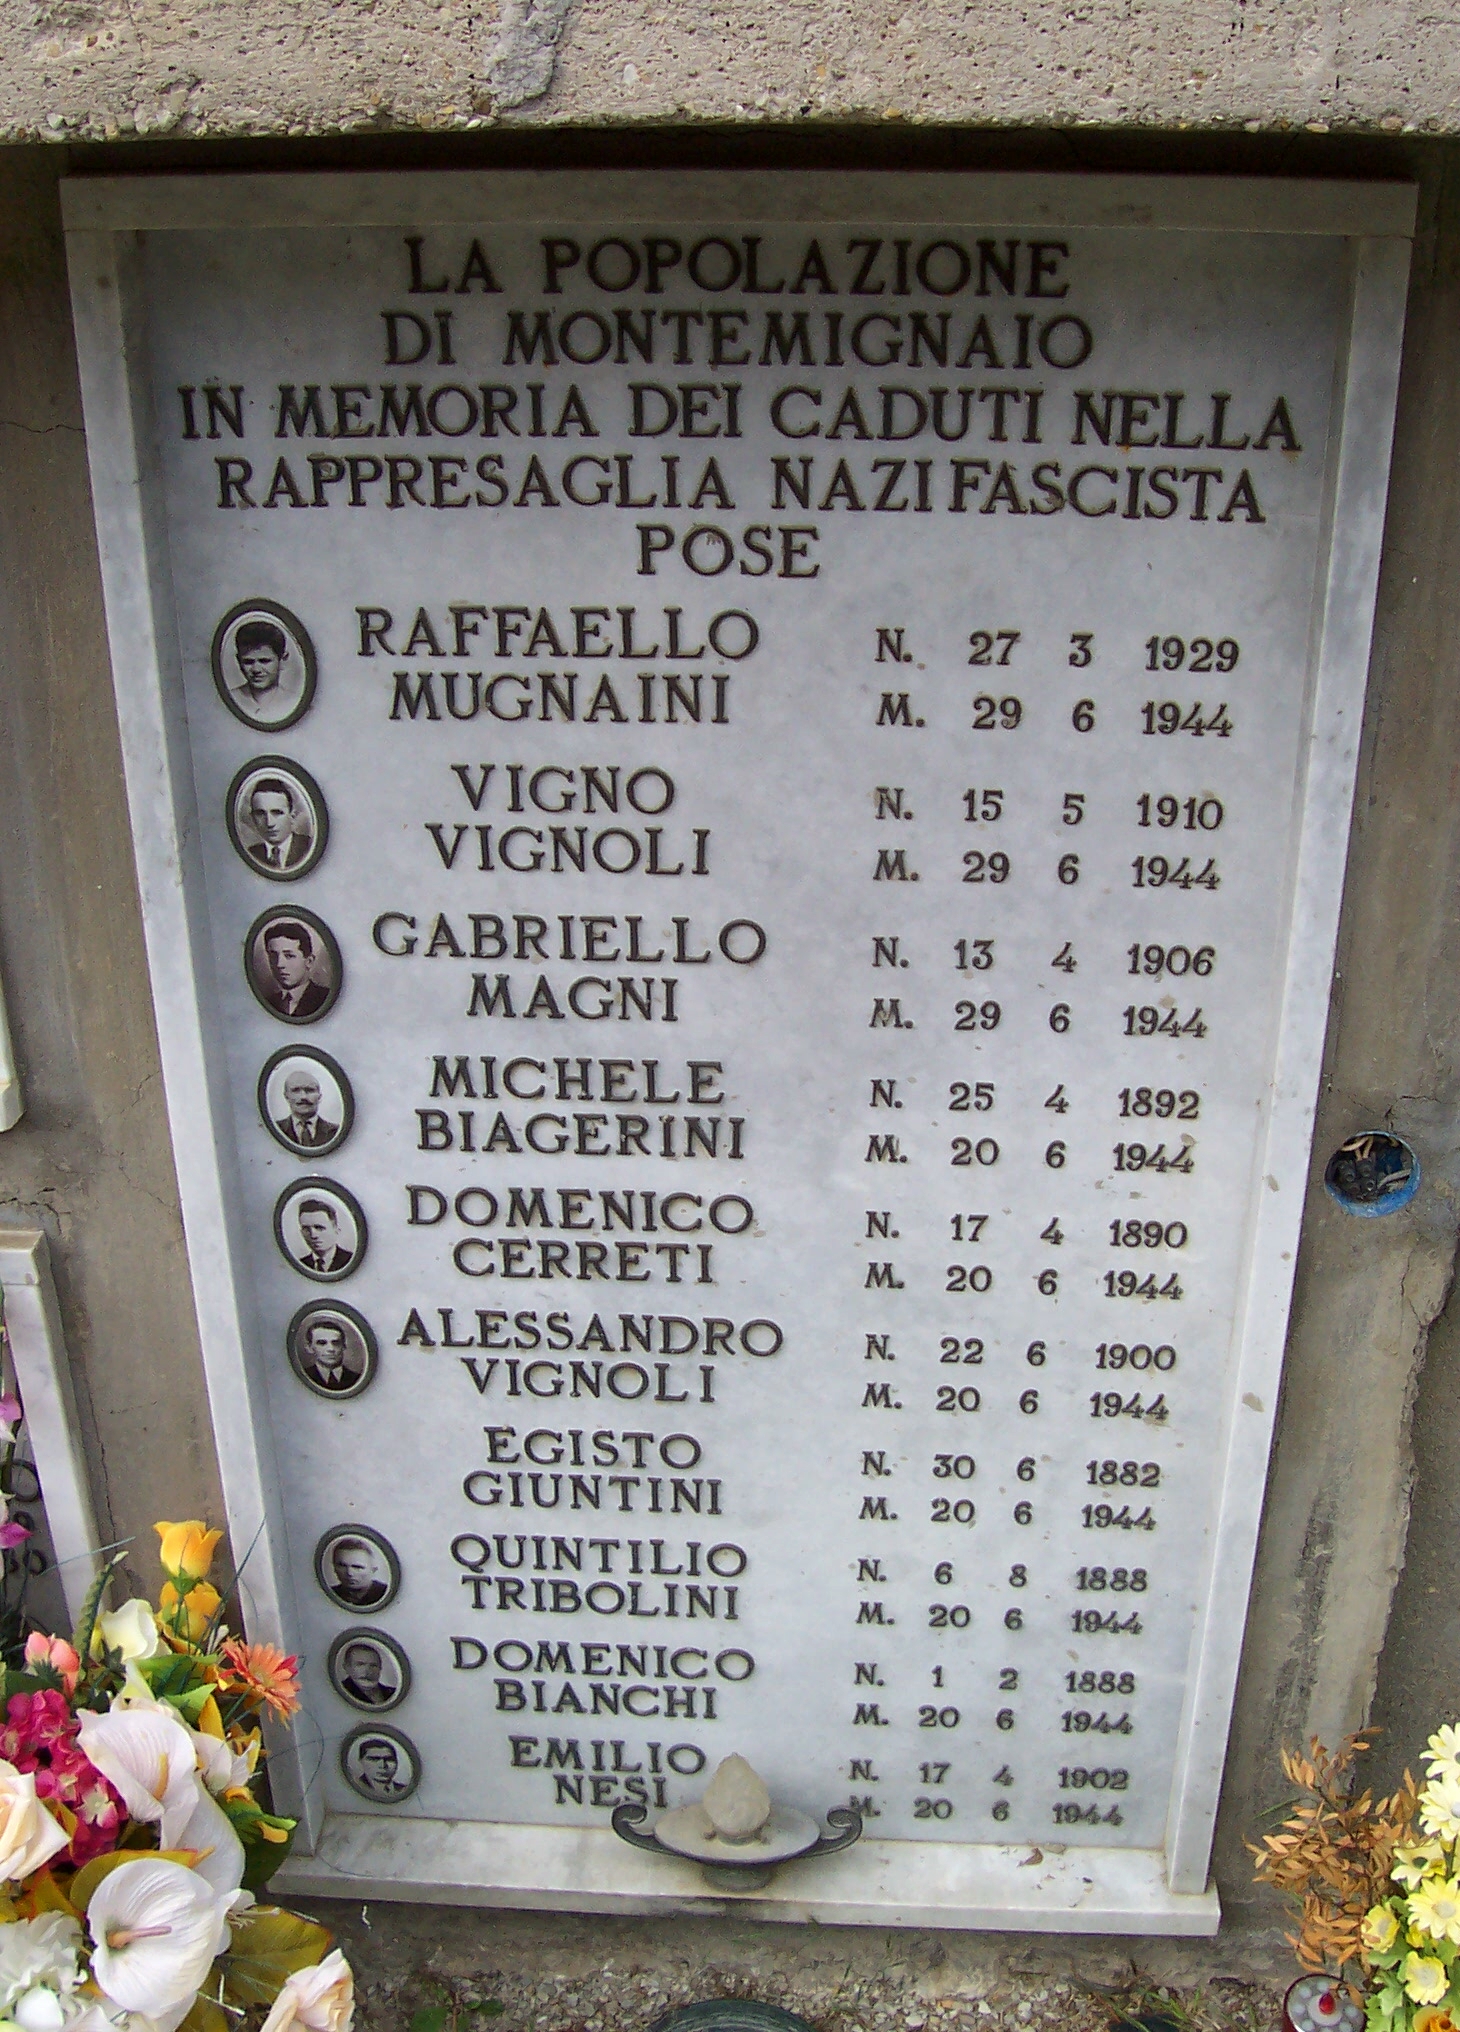 LA POPOLAZIONE
DI MONTEMIGNAIO
IN MEMORIA DEI CADUTI NELLA
RAPPRESAGLIA NAZIFASCISTA
POSE
RAFFAELLO N. 27 3 1929
MUGNAINI M. 29 6 1944
VIGNO N. 15 5 1910
VIGNOLI M. 29 6 1944
GABRIELLO N. 13 4 1906
MAGNI M. 29 6 1944
MICHELE N. 25 4 1892
BIAGERINI M. 20 6 1944
DOMENICO N. 17 4 1890
CERRETI M. 20 6 1944
ALESSANDRO N. 22 6 1900
VIGNOLI M. 20 6 1944
EGISTO N. 30 6 1882
GIUNTINI M. 20 6 1944
QUINTILIO N. 6 8 1888
TRIBOLINI M. 20 6 1944
DOMENICO N. 1 2 1888
BIANCHI M. 20 6 1944
EMILIO N. 17 4 1902
NESI M. 20 6 1944